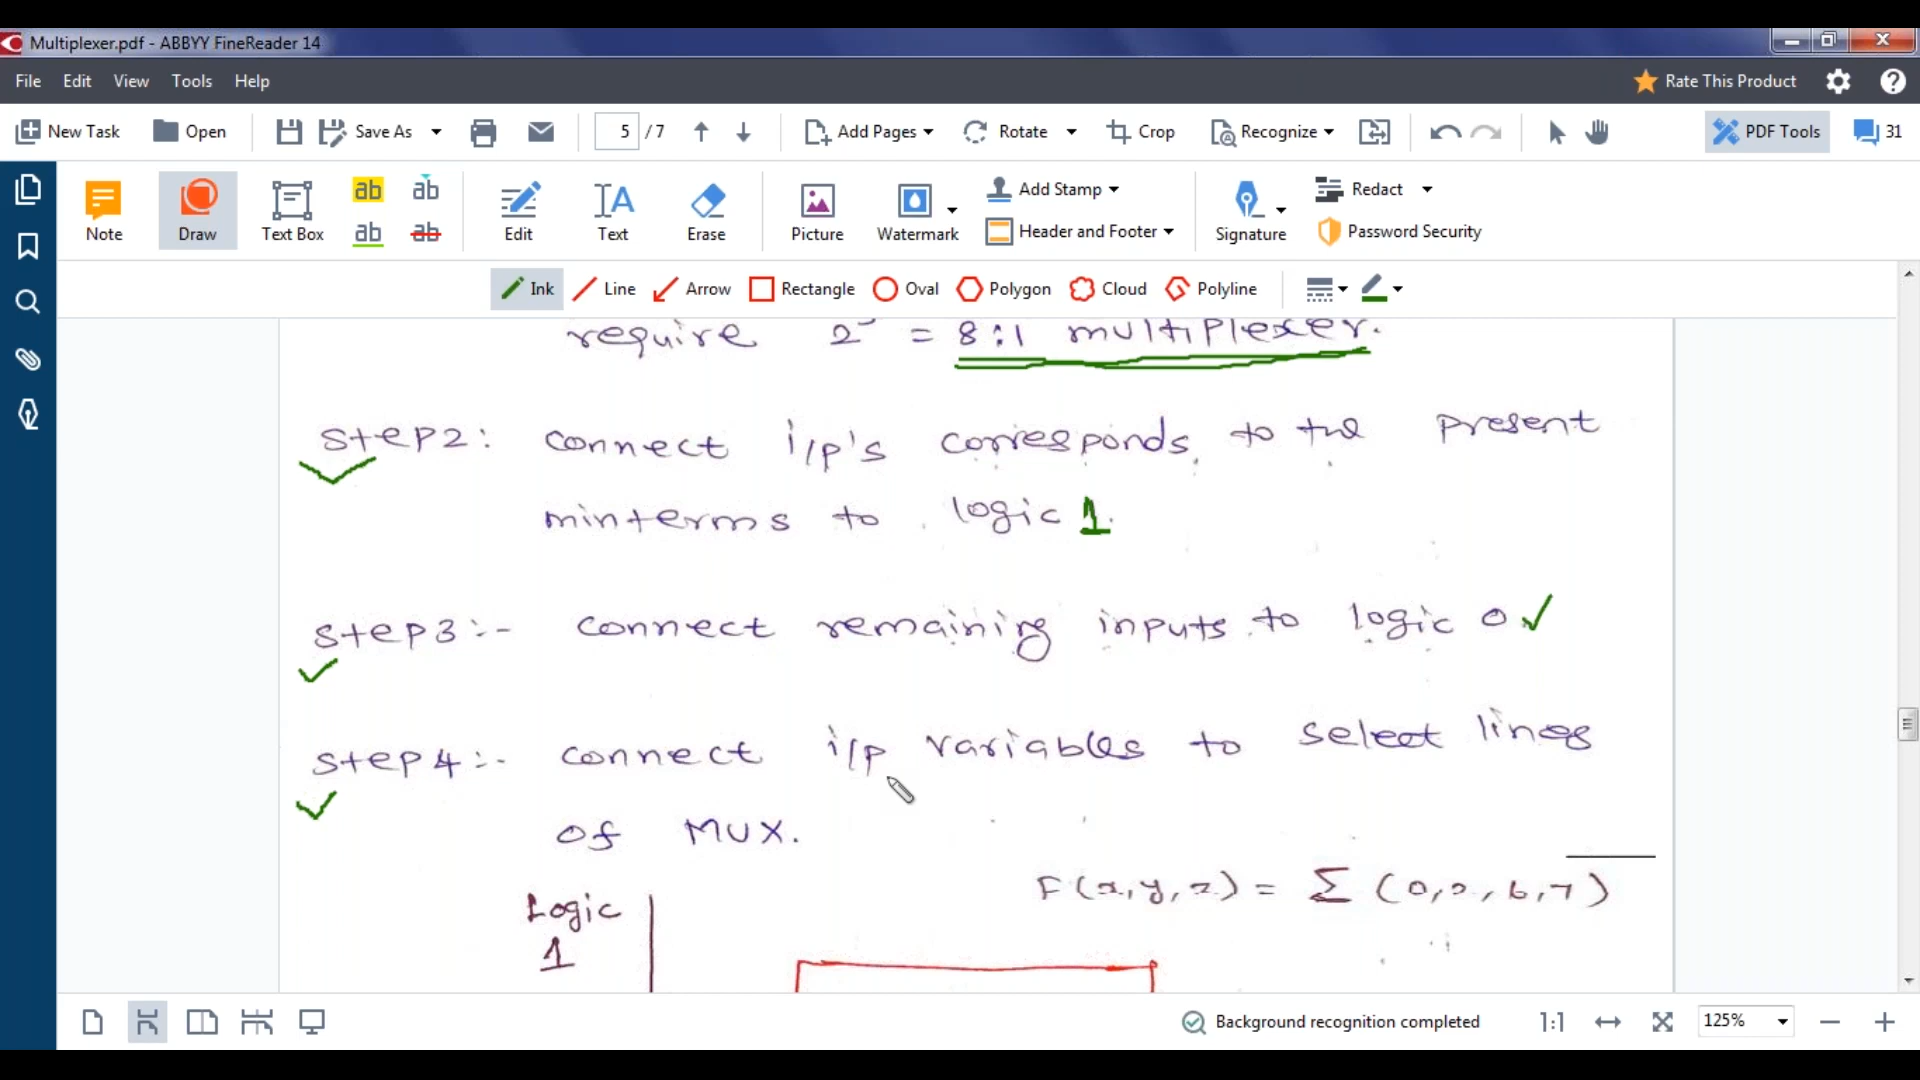 Multiplexer.pdf - ABBYY FineReader 14
File Edit View Tools Help
Rate This Product
New Task Open Save As 5 / 7 Add Pages Rotate Crop Recognize PDF Tools 31
Note Draw Text Box ab ab ab ab Edit Text Erase Picture Watermark Add Stamp Header and Footer Signature Redact Password Security
Ink Line Arrow Rectangle Oval Polygon Cloud Polyline
require 2 = 8:1 multiplexer.
Step2: connect i/p's corresponds to the present
minterms to logic 1.
Step3:- connect remaining inputs to logic 0
Step4:- connect i/p variables to select lines
of MUX.
F(x,y,z) = Σ (0,2,6,7)
Logic
1
Background recognition completed 1:1 125%